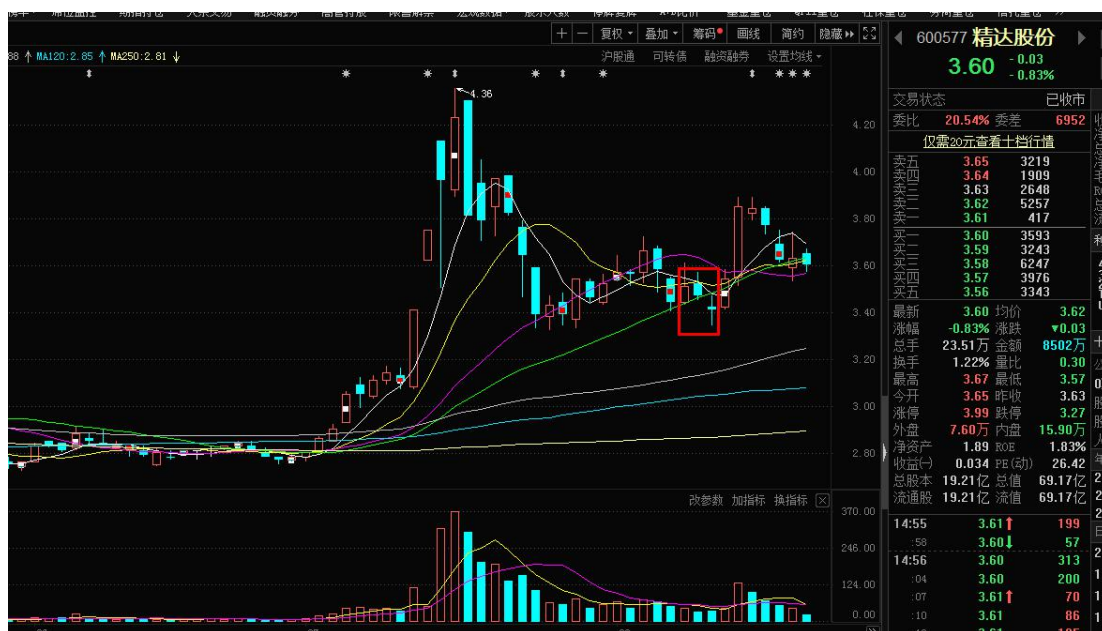 复权 叠加 筹码 画线 简约 隐藏
88 MA120:2.85 MA250:2.81
沪股通 可转债 融资融券 设置均线
4.36
4.20
4.00
3.80
3.60
3.40
3.20
3.00
2.80
改参数 加指标 换指标
370.00
246.00
124.00
0.00
600577 精达股份
3.60 -0.03
-0.83%
交易状态 已收市
委比 20.54% 委差 6952
仅需20元查看十档行情
卖五 3.65 3219
卖四 3.64 1909
卖三 3.63 2648
卖二 3.62 5257
卖一 3.61 417
买一 3.60 3593
买二 3.59 3243
买三 3.58 6247
买四 3.57 3976
买五 3.56 3343
最新 3.60 均价 3.62
涨幅 -0.83% 涨跌 ▼0.03
总手 23.51万 金额 8502万
换手 1.22% 量比 0.30
最高 3.67 最低 3.57
今开 3.65 昨收 3.63
涨停 3.99 跌停 3.27
外盘 7.60万 内盘 15.90万
净资产 1.89 ROE 1.83%
收益(一) 0.034 PE(动) 26.42
总股本 19.21亿 总值 69.17亿
流通股 19.21亿 流值 69.17亿
14:55 3.61 199
:58 3.60 57
14:56 3.60 313
:04 3.60 200
:07 3.61 70
:10 3.61 86